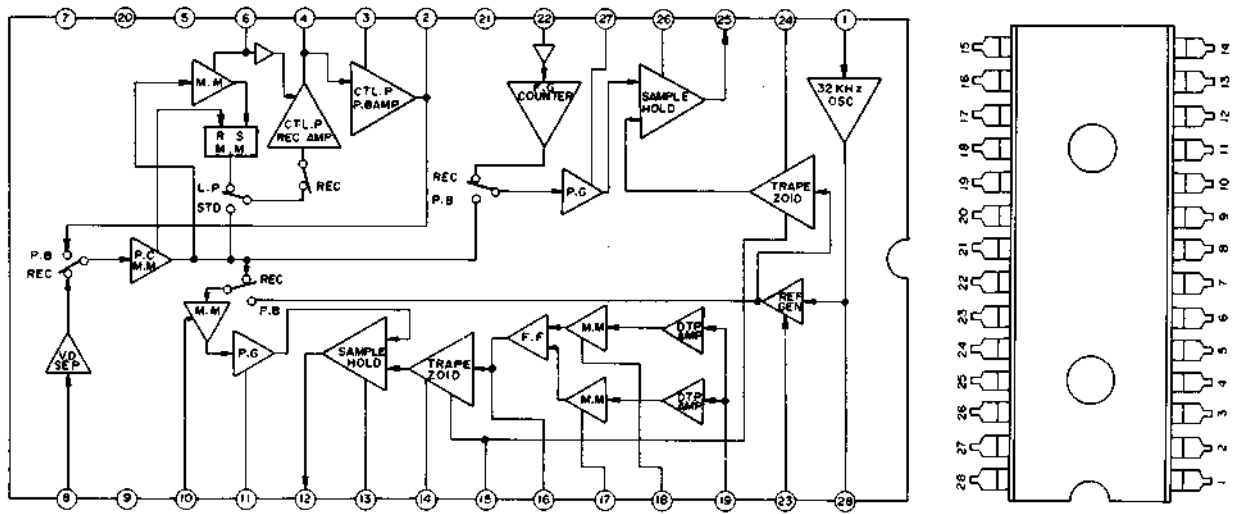 7 20 5 6 4 3 2 21 22 27 26 25 24 1
M.M
R S
M. M
CTL.P
REC AMP
CTL.P
P.B AMP
F.G
COUNTER
SAMPLE
HOLD
32 KHz
OSC
REC
L.P
STD
REC
P.B
P.G
TRAPE
ZOID
P.B
REC
P.C
M.M
REC
P.B
REF
GEN
M.M
P.G
SAMPLE
HOLD
TRAPE
ZOID
F.F
M.M
DTP
AMP
M.M
DTP
AMP
V.D
SEP
8 9 10 11 12 13 14 15 16 17 18 19 23 28
15 14
16 13
17 12
18 11
19 10
20 9
21 8
22 7
23 6
24 5
25 4
26 3
27 2
28 1